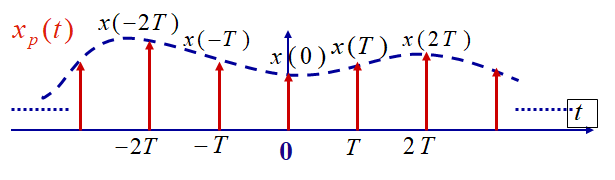 x_p(t)
x(−2T)
x(−T)
x(0)
x(T)
x(2T)
t
−2T
−T
0
T
2T